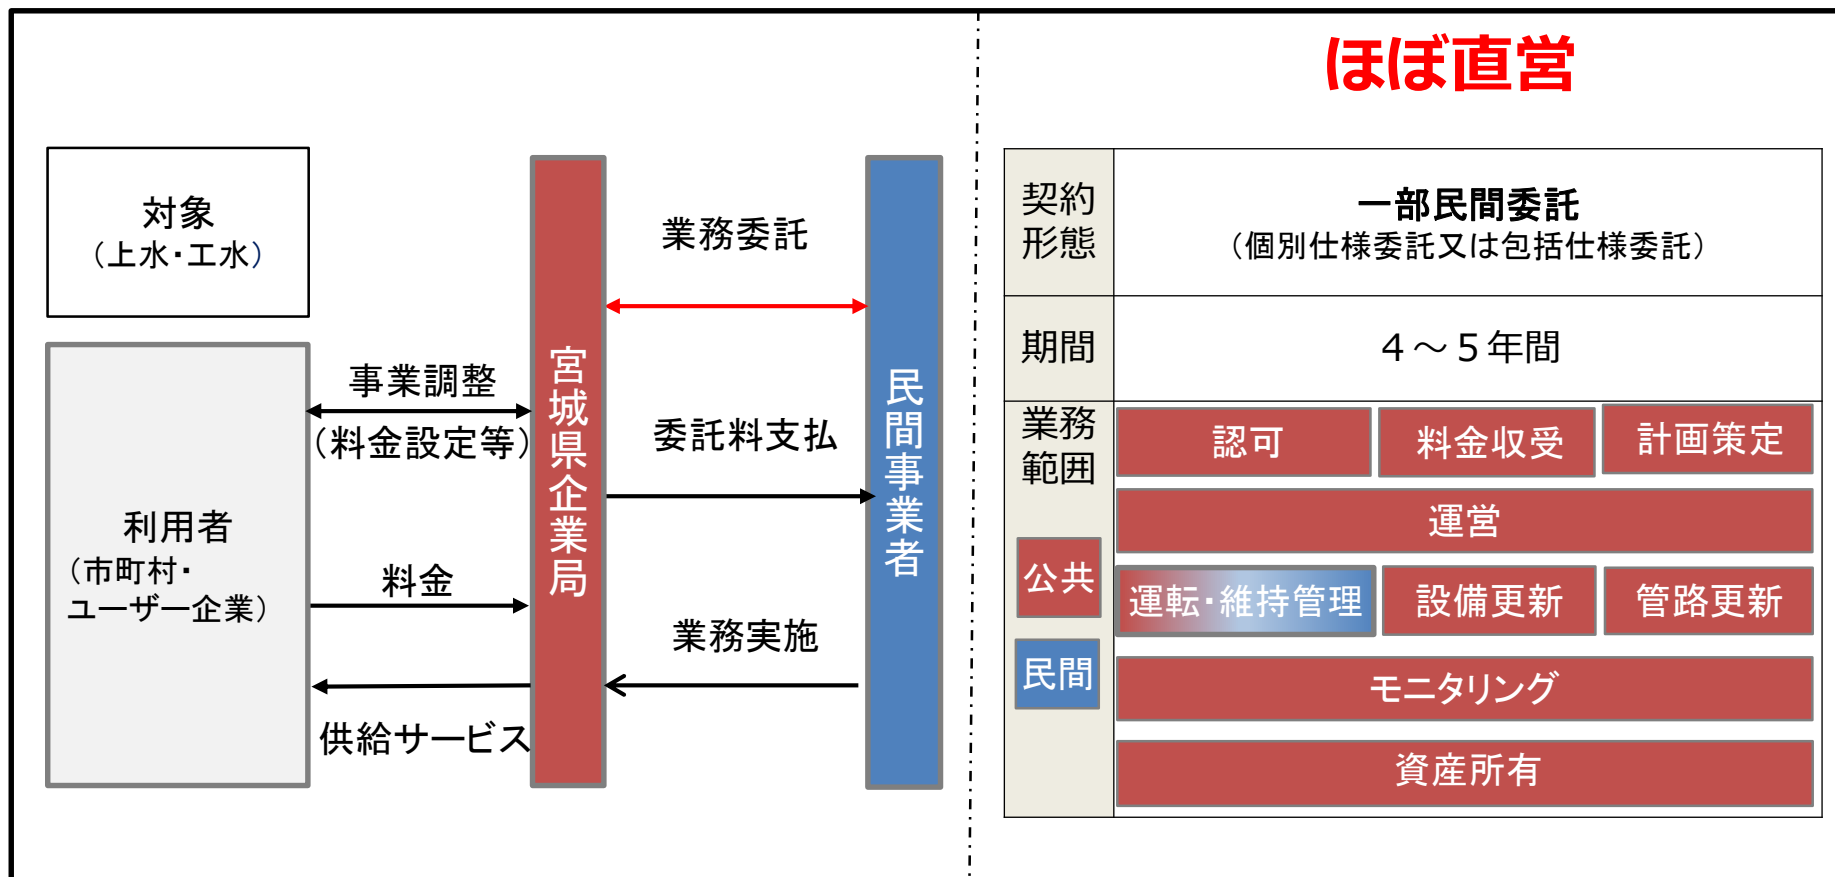 ほぼ直営
対象
（上水・工水）
利用者
（市町村・
ユーザー企業）
事業調整
（料金設定等）
料金
供給サービス
宮城県企業局
業務委託
委託料支払
業務実施
民間事業者
契約
形態
一部民間委託
（個別仕様委託又は包括仕様委託）
期間
４～５年間
業務
範囲
公共
民間
認可
料金収受
計画策定
運営
運転・維持管理
設備更新
管路更新
モニタリング
資産所有